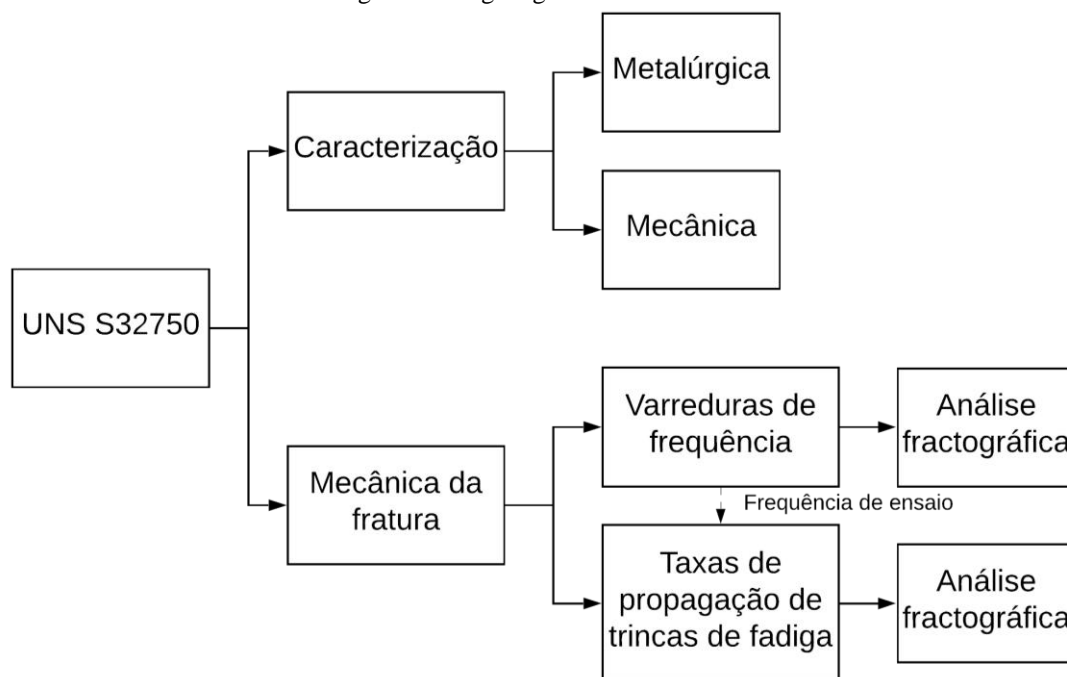 Metalúrgica
Caracterização
Mecânica
UNS S32750
Varreduras de
frequência
Análise
fractográfica
Mecânica da
fratura
Frequência de ensaio
Taxas de
propagação de
trincas de fadiga
Análise
fractográfica